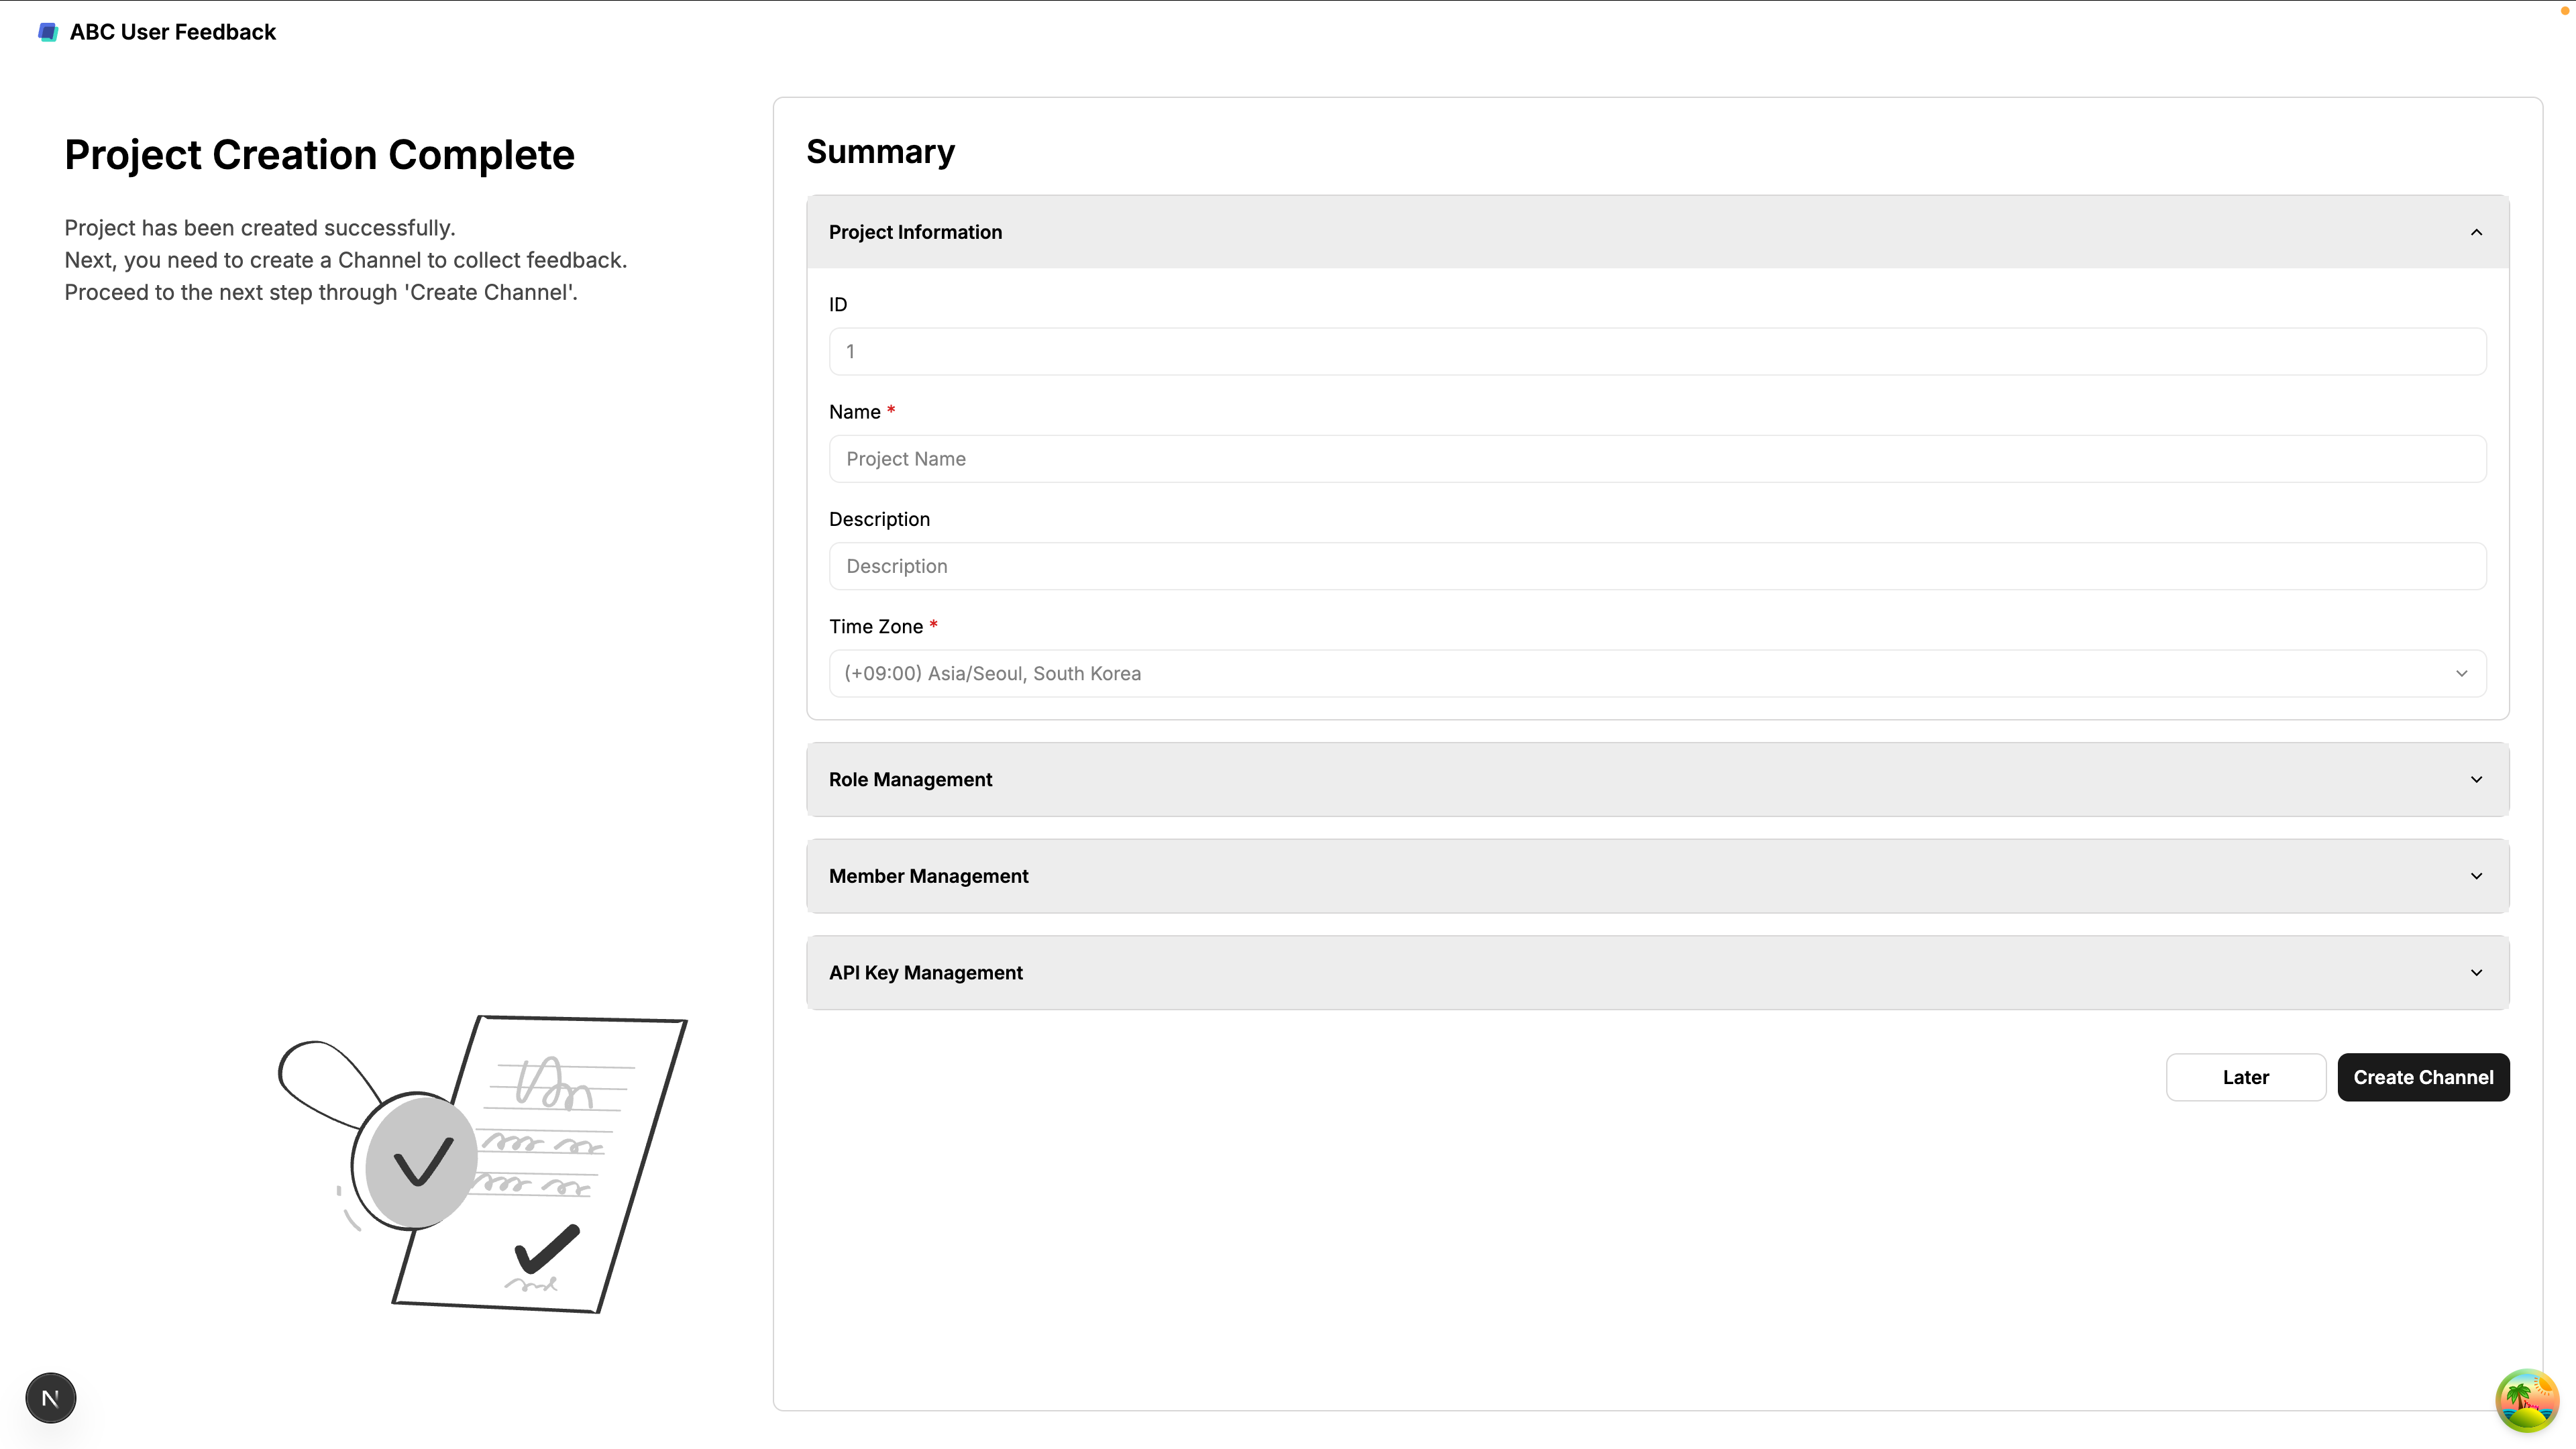 ABC User Feedback
Project Creation Complete
Project has been created successfully.
Next, you need to create a Channel to collect feedback.
Proceed to the next step through 'Create Channel'.
Summary
Project Information
ID
1
Name *
Project Name
Description
Description
Time Zone *
(+09:00) Asia/Seoul, South Korea
Role Management
Member Management
API Key Management
Later
Create Channel
N